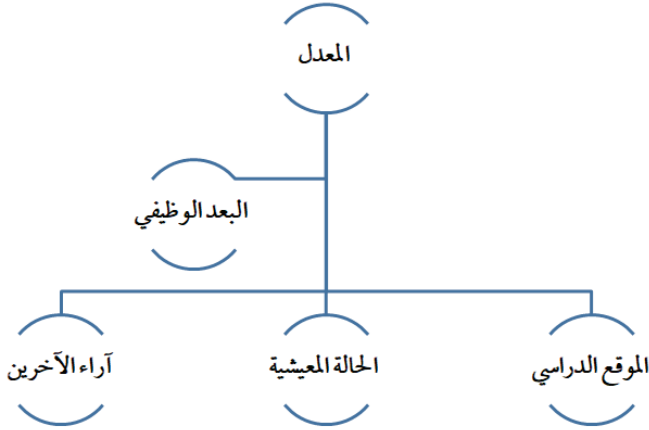 المعدل
البعد الوظيفي
الموقع الدراسي
الحالة المعيشية
آراء الآخرين